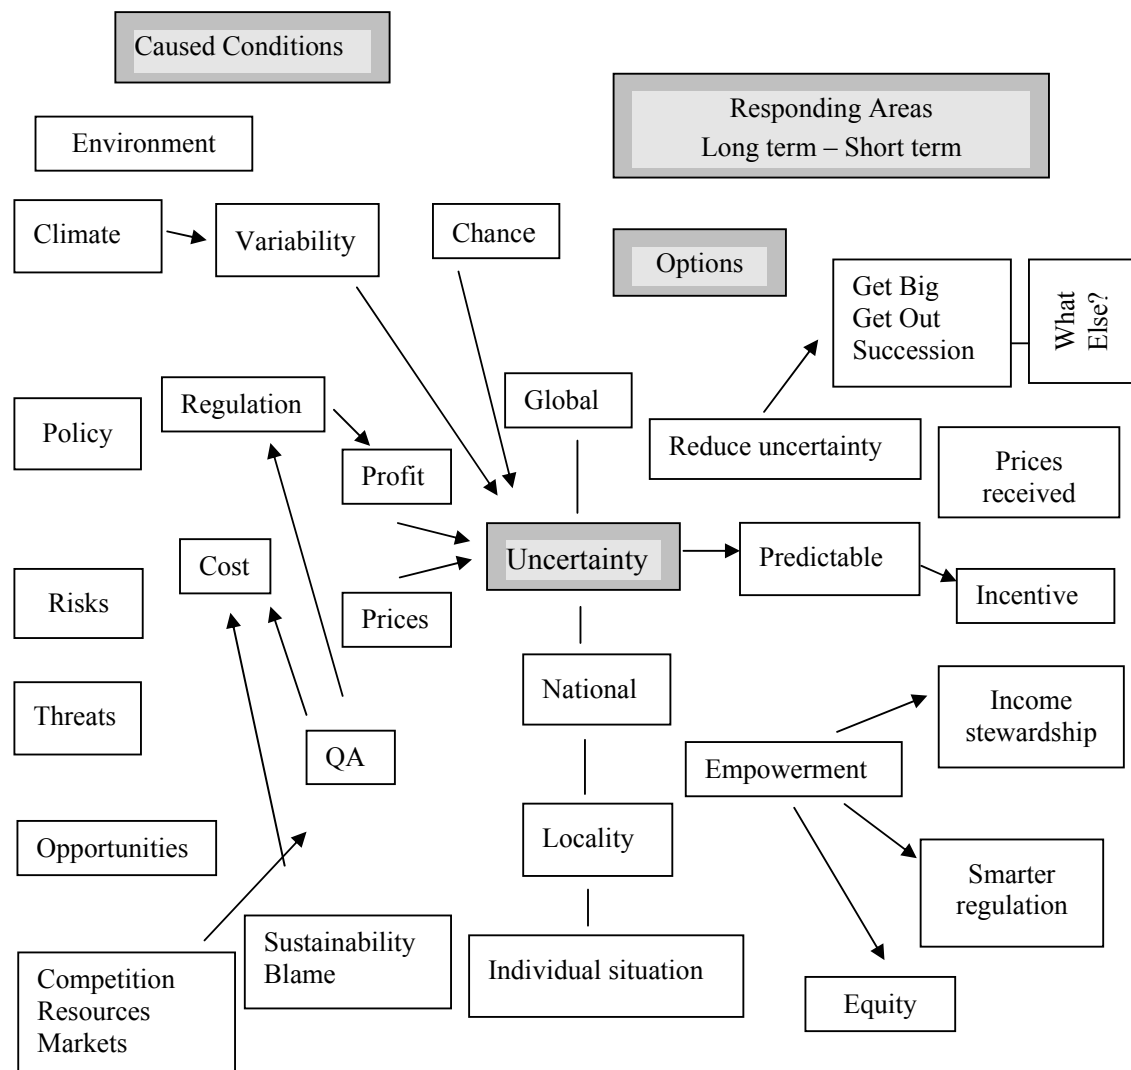 Caused Conditions
Responding Areas
Long term – Short term
Environment
Climate
Variability
Chance
Options
Get Big
Get Out
Succession
What
Else?
Regulation
Global
Policy
Reduce uncertainty
Prices
received
Profit
Uncertainty
Predictable
Cost
Risks
Prices
Incentive
National
Threats
QA
Income
stewardship
Empowerment
Locality
Opportunities
Smarter
regulation
Sustainability
Blame
Individual situation
Competition
Resources
Markets
Equity